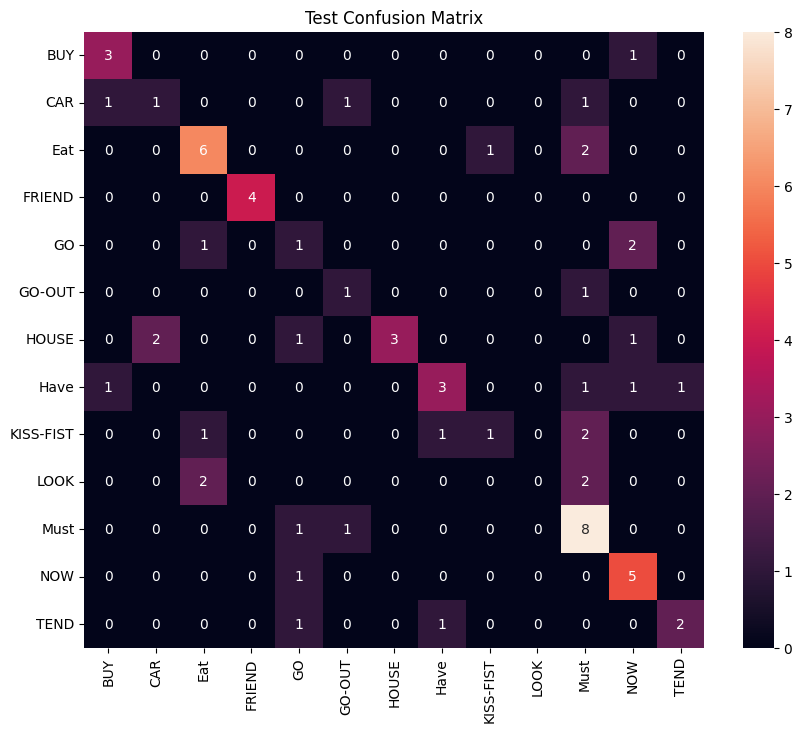 Test Confusion Matrix
BUY 3 0 0 0 0 0 0 0 0 0 0 1 0
CAR 1 1 0 0 0 1 0 0 0 0 1 0 0
Eat 0 0 6 0 0 0 0 0 1 0 2 0 0
FRIEND 0 0 0 4 0 0 0 0 0 0 0 0 0
GO 0 0 1 0 1 0 0 0 0 0 0 2 0
GO-OUT 0 0 0 0 0 1 0 0 0 0 1 0 0
HOUSE 0 2 0 0 1 0 3 0 0 0 0 1 0
Have 1 0 0 0 0 0 0 3 0 0 1 1 1
KISS-FIST 0 0 1 0 0 0 0 1 1 0 2 0 0
LOOK 0 0 2 0 0 0 0 0 0 0 2 0 0
Must 0 0 0 0 1 1 0 0 0 0 8 0 0
NOW 0 0 0 0 1 0 0 0 0 0 0 5 0
TEND 0 0 0 0 1 0 0 1 0 0 0 0 2
BUY CAR Eat FRIEND GO GO-OUT HOUSE Have KISS-FIST LOOK Must NOW TEND
8
7
6
5
4
3
2
1
0